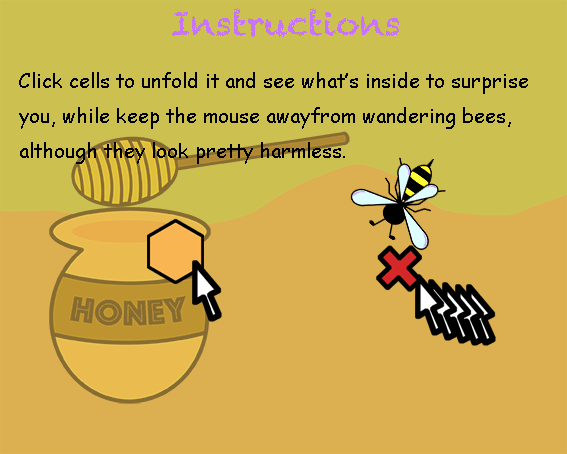 Instructions
Click cells to unfold it and see what's inside to surprise
you, while keep the mouse awayfrom wandering bees,
although they look pretty harmless.
HONEY